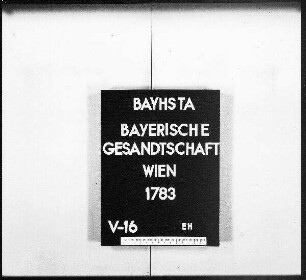 BAYHSTA
BAYERISCHE
GESANDTSCHAFT
WIEN
1783
V-16 EH